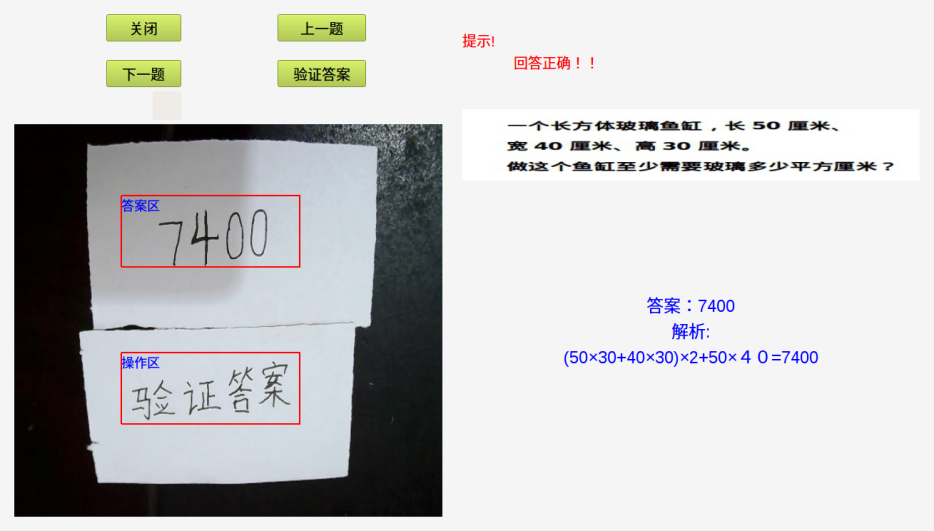 关闭
上一题
下一题
验证答案
提示!
回答正确！！
一个长方体玻璃鱼缸，长 50 厘米、
宽 40 厘米、高 30 厘米。
做这个鱼缸至少需要玻璃多少平方厘米？
答案区
7400
操作区
验证答案
答案：7400
解析:
(50×30+40×30)×2+50×４０=7400